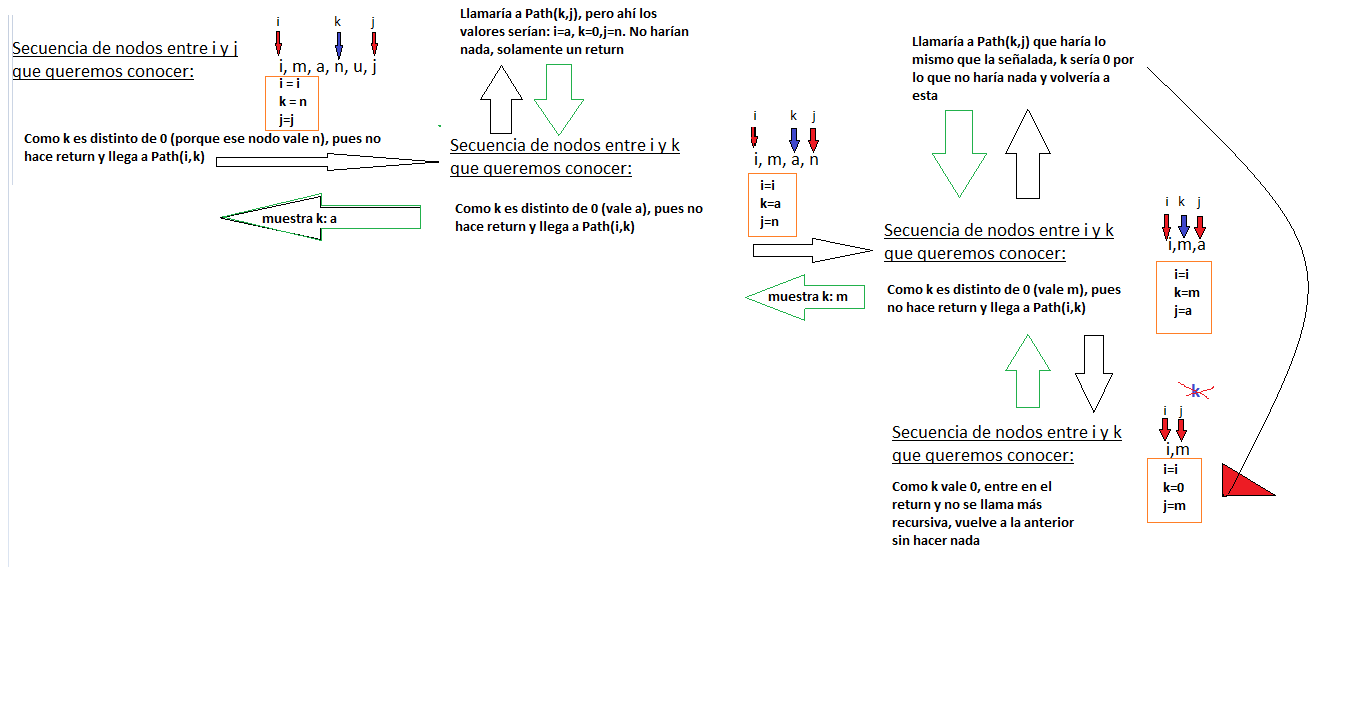 Secuencia de nodos entre i y j
que queremos conocer:
i k j
i, m, a, n, u, j
i = i
k = n
j=j
Como k es distinto de 0 (porque ese nodo vale n), pues no
hace return y llega a Path(i,k)
muestra k: a
Llamaría a Path(k,j), pero ahí los
valores serían: i=a, k=0,j=n. No harían
nada, solamente un return
Secuencia de nodos entre i y k
que queremos conocer:
Como k es distinto de 0 (vale a), pues no
hace return y llega a Path(i,k)
i k j
i, m, a, n
i=i
k=a
j=n
muestra k: m
Llamaría a Path(k,j) que haría lo
mismo que la señalada, k sería 0 por
lo que no haría nada y volvería a
esta
Secuencia de nodos entre i y k
que queremos conocer:
Como k es distinto de 0 (vale m), pues
no hace return y llega a Path(i,k)
i k j
i,m,a
i=i
k=m
j=a
Secuencia de nodos entre i y k
que queremos conocer:
Como k vale 0, entre en el
return y no se llama más
recursiva, vuelve a la anterior
sin hacer nada
k
i j
i,m
i=i
k=0
j=m